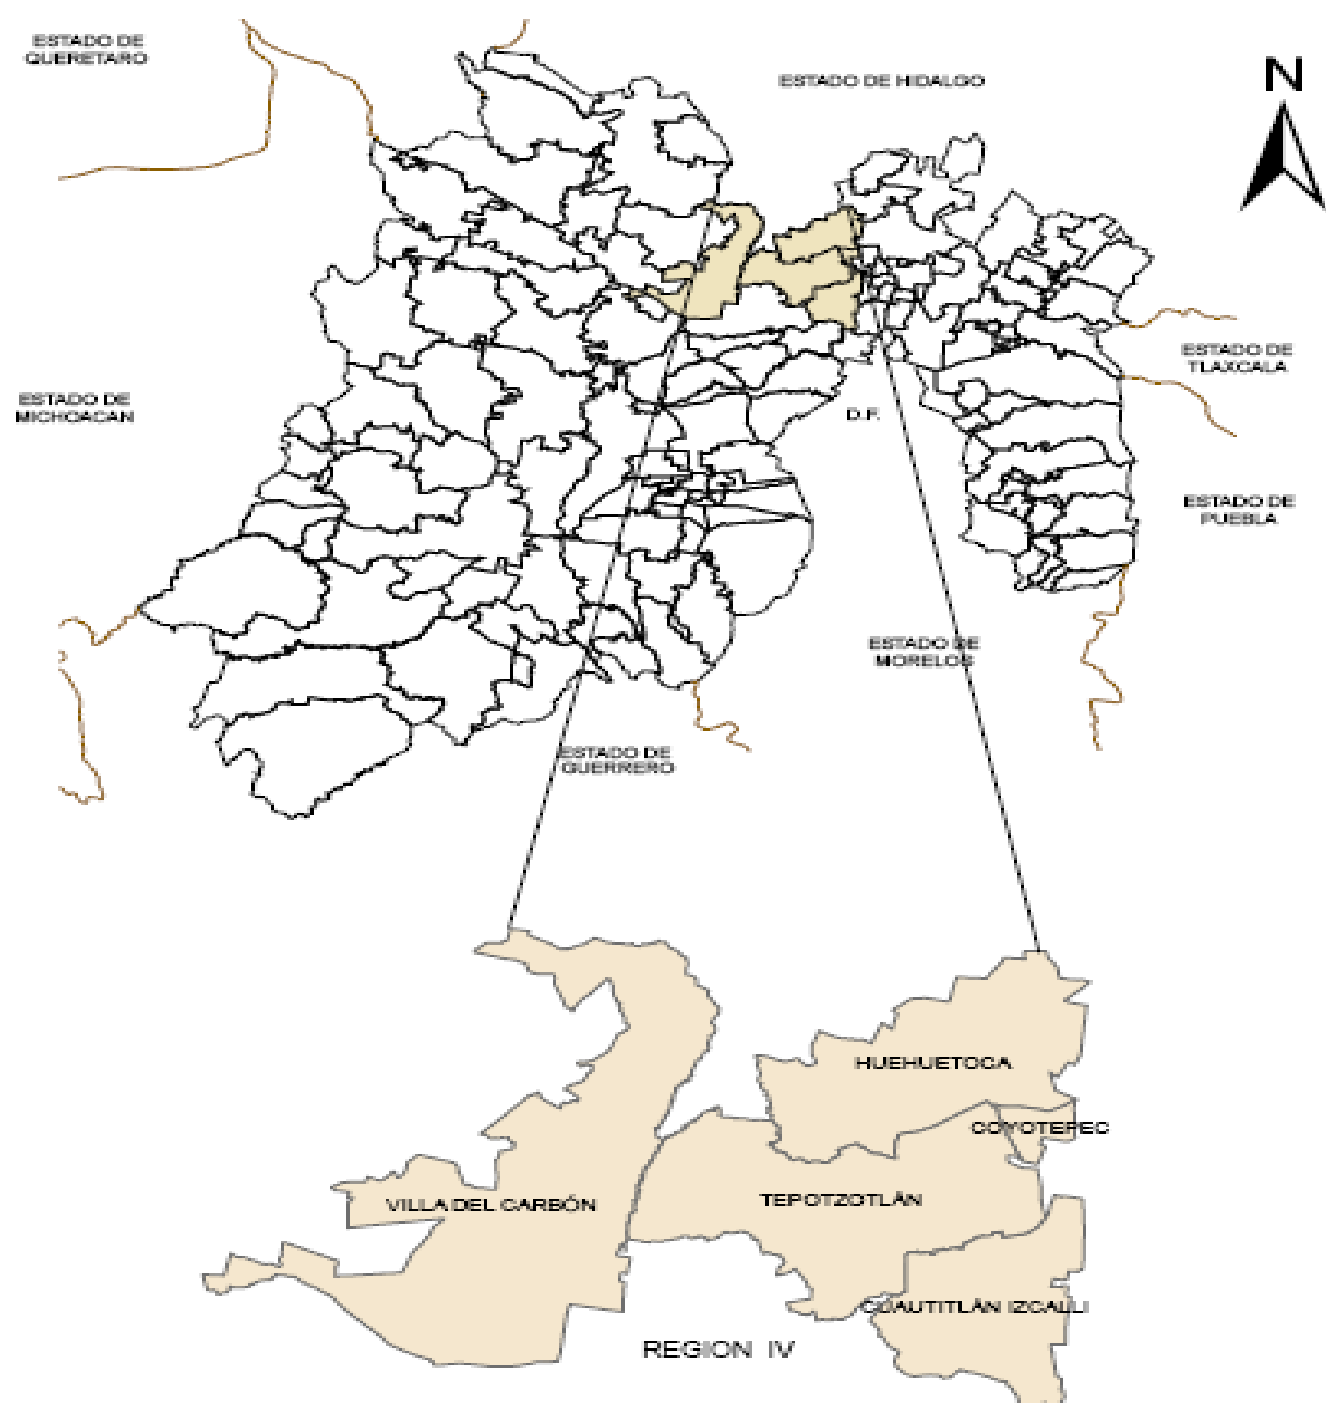 ESTADO DE
QUERETARO
ESTADO DE HIDALGO
N
ESTADO DE
TLAXCALA
ESTADO DE
MICHOACAN
D.F.
ESTADO DE
PUEBLA
ESTADO DE
MORELOS
ESTADO DE
GUERRERO
HUEHUETOCA
COYOTEPEC
VILLA DEL CARBÓN
TEPOTZOTLÁN
CUAUTITLÁN IZCALLI
REGION IV